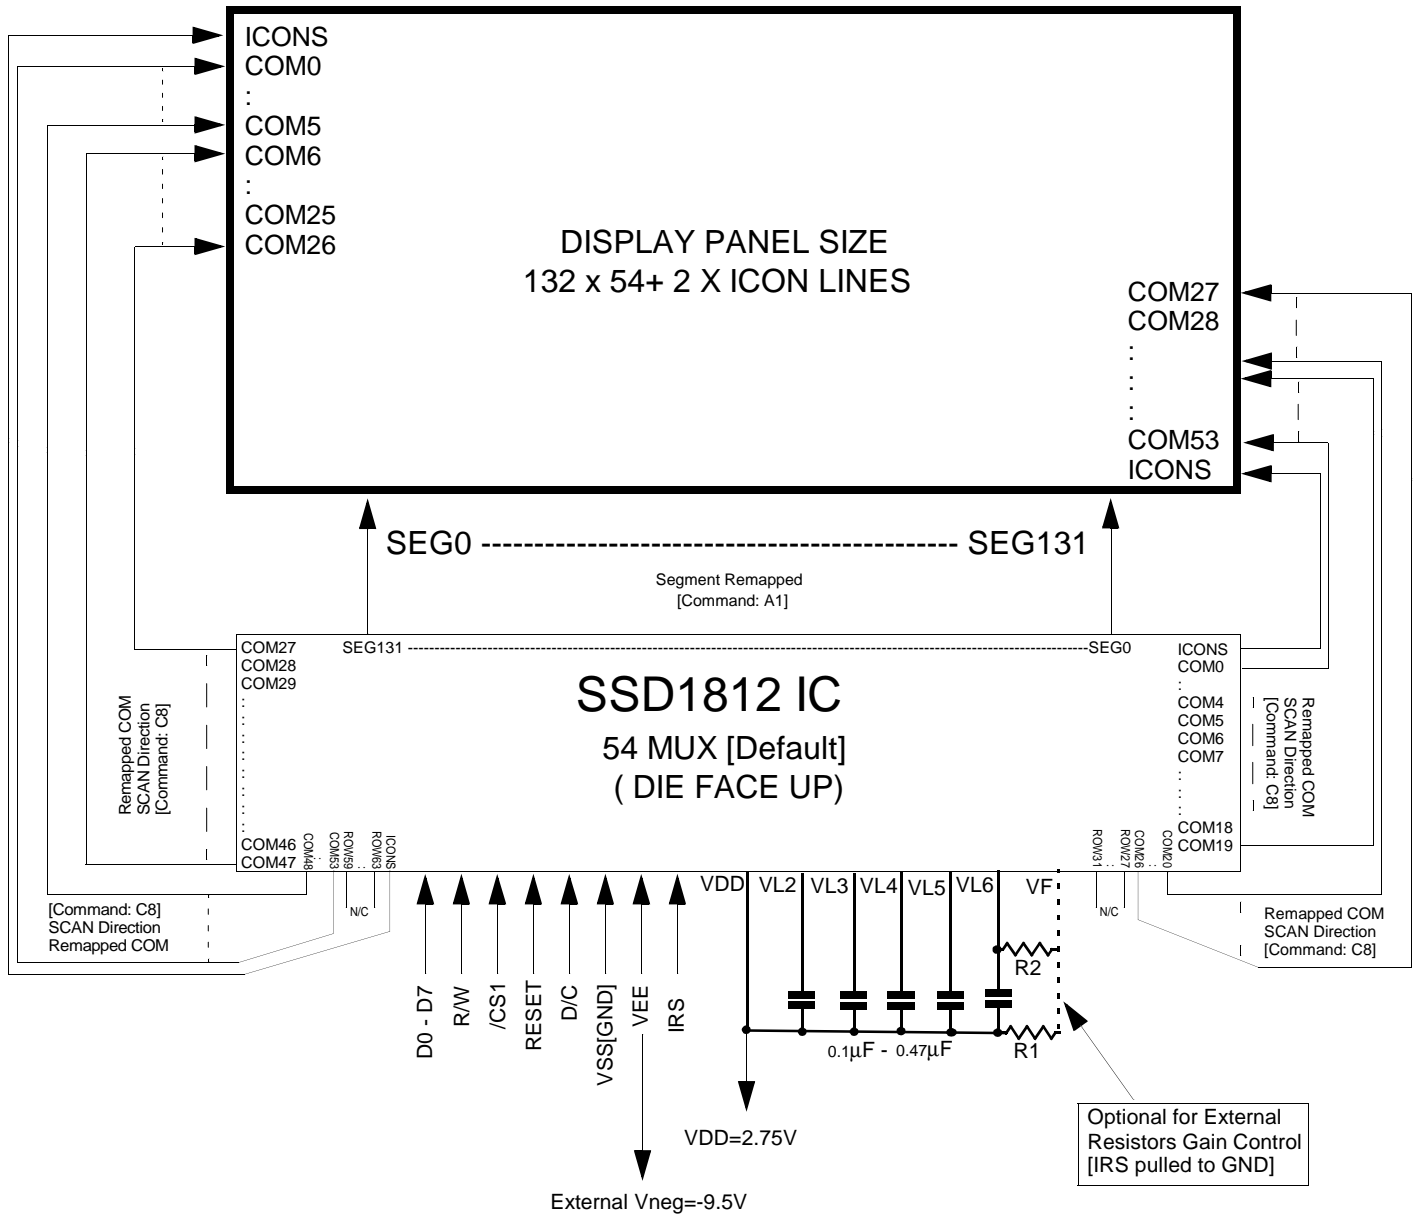 ICONS
COM0
:
COM5
COM6
:
COM25
COM26
DISPLAY PANEL SIZE
132 x 54+ 2 X ICON LINES
COM27
COM28
:
:
:
COM53
ICONS
SEG0 ------------------------------------------- SEG131
Segment Remapped
[Command: A1]
COM27
COM28
COM29
:
:
:
:
:
:
:
:
COM46
COM47
SEG131 ----------------------------------------SEG0
ICONS
COM0
:
COM4
COM5
COM6
COM7
:
:
:
COM18
COM19
SSD1812 IC
54 MUX [Default]
( DIE FACE UP)
Remapped COM
SCAN Direction
[Command: C8]
Remapped COM
SCAN Direction
[Command: C8]
COM48
:
COM53
ROW59
:
ROW63
ICONS
ROW31
:
ROW27
COM26
:
COM20
N/C
N/C
[Command: C8]
SCAN Direction
Remapped COM
Remapped COM
SCAN Direction
[Command: C8]
VDD
VL2
VL3
VL4
VL5
VL6
VF
D0 - D7
R/W
/CS1
RESET
D/C
VSS[GND]
VEE
IRS
R2
R1
0.1µF - 0.47µF
VDD=2.75V
External Vneg=-9.5V
Optional for External
Resistors Gain Control
[IRS pulled to GND]